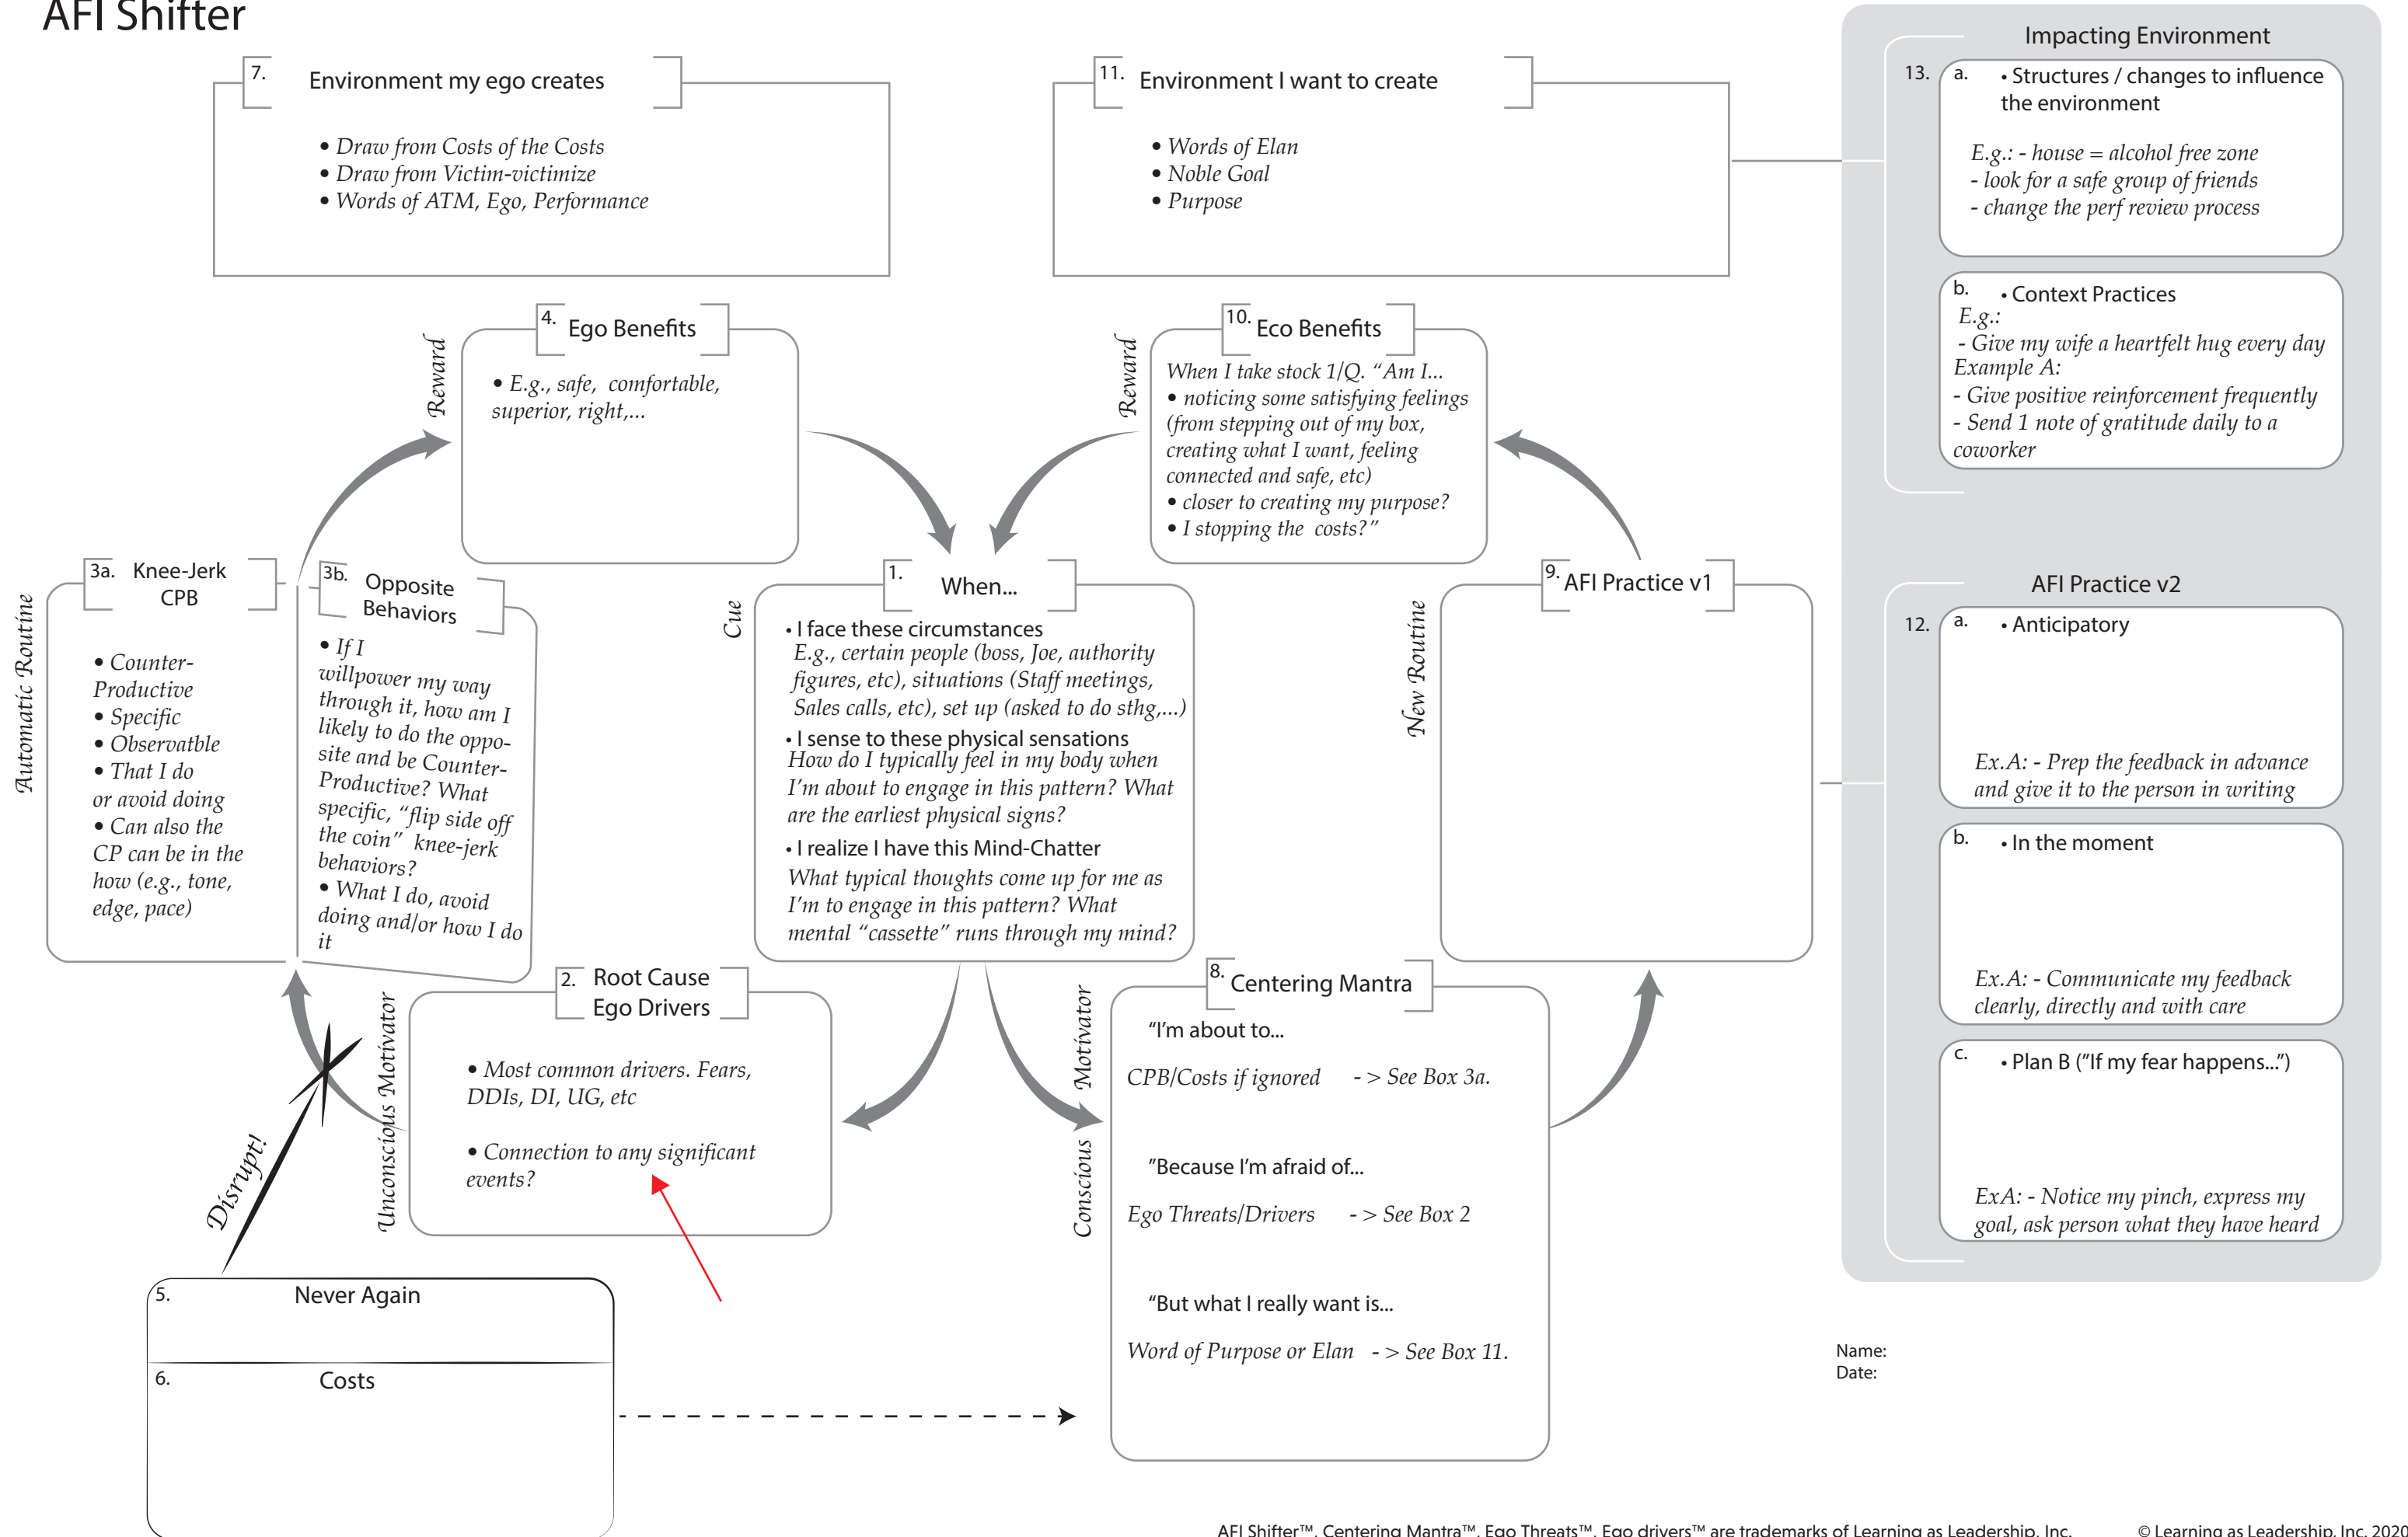 AFI Shifter
7.
Environment my ego creates
• Draw from Costs of the Costs
• Draw from Victim-victimize
• Words of ATM, Ego, Performance
11.
Environment I want to create
• Words of Elan
• Noble Goal
• Purpose
Impacting Environment
13.
a.
• Structures / changes to influence
the environment
E.g.: - house = alcohol free zone
- look for a safe group of friends
- change the perf review process
b.
• Context Practices
E.g.:
- Give my wife a heartfelt hug every day
Example A:
- Give positive reinforcement frequently
- Send 1 note of gratitude daily to a
coworker
Reward
4.
Ego Benefits
• E.g., safe, comfortable,
superior, right,...
Reward
10.
Eco Benefits
When I take stock 1/Q. “Am I...
• noticing some satisfying feelings
(from stepping out of my box,
creating what I want, feeling
connected and safe, etc)
• closer to creating my purpose?
• I stopping the costs?”
Automatic Routine
3a.
Knee-Jerk
CPB
• Counter-
Productive
• Specific
• Observatble
• That I do
or avoid doing
• Can also the
CP can be in the
how (e.g., tone,
edge, pace)
3b.
Opposite
Behaviors
• If I
willpower my way
through it, how am I
likely to do the oppo-
site and be Counter-
Productive? What
specific, “flip side off
the coin” knee-jerk
behaviors?
• What I do, avoid
doing and/or how I do
it
Cue
1.
When...
• I face these circumstances
E.g., certain people (boss, Joe, authority
figures, etc), situations (Staff meetings,
Sales calls, etc), set up (asked to do sthg,...)
• I sense to these physical sensations
How do I typically feel in my body when
I’m about to engage in this pattern? What
are the earliest physical signs?
• I realize I have this Mind-Chatter
What typical thoughts come up for me as
I’m to engage in this pattern? What
mental “cassette” runs through my mind?
New Routine
9.
AFI Practice v1
AFI Practice v2
12.
a.
• Anticipatory
Ex.A: - Prep the feedback in advance
and give it to the person in writing
b.
• In the moment
Ex.A: - Communicate my feedback
clearly, directly and with care
c.
• Plan B (”If my fear happens...”)
ExA: - Notice my pinch, express my
goal, ask person what they have heard
Unconscious Motivator
2.
Root Cause
Ego Drivers
• Most common drivers. Fears,
DDIs, DI, UG, etc
• Connection to any significant
events?
Conscious Motivator
8.
Centering Mantra
“I’m about to...
CPB/Costs if ignored - > See Box 3a.
”Because I’m afraid of...
Ego Threats/Drivers - > See Box 2
“But what I really want is...
Word of Purpose or Elan - > See Box 11.
Disrupt!
5.
Never Again
6.
Costs
Name:
Date:
AFI Shifter™, Centering Mantra™, Ego Threats™, Ego drivers™ are trademarks of Learning as Leadership, Inc.
© Learning as Leadership, Inc. 2020